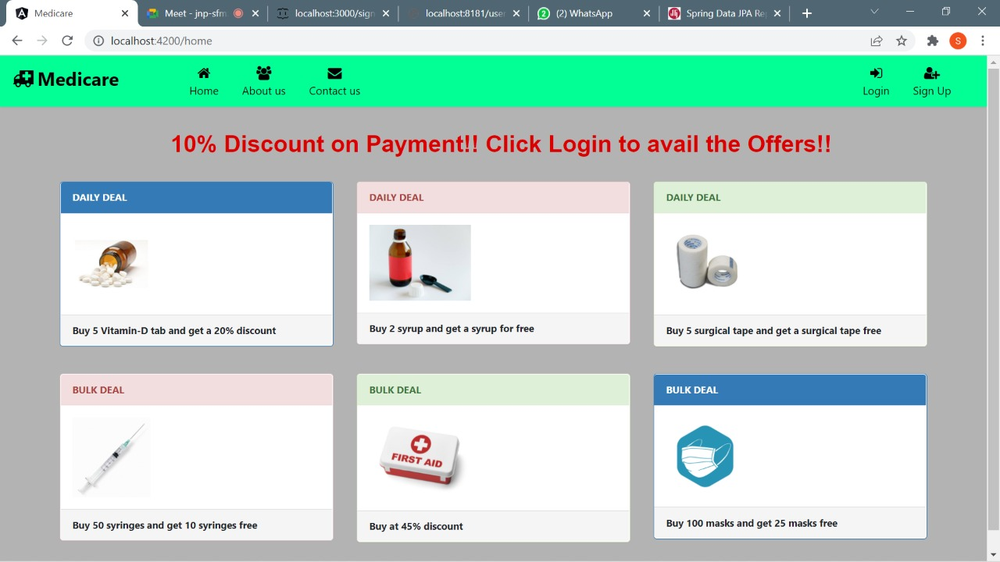 Medicare
Meet - jnp-sfm
localhost:3000/sign
localhost:8181/user
(2) WhatsApp
Spring Data JPA Re
localhost:4200/home
S
Medicare
Home
About us
Contact us
Login
Sign Up
10% Discount on Payment!! Click Login to avail the Offers!!
DAILY DEAL
DAILY DEAL
DAILY DEAL
Buy 5 Vitamin-D tab and get a 20% discount
Buy 2 syrup and get a syrup for free
Buy 5 surgical tape and get a surgical tape free
BULK DEAL
BULK DEAL
BULK DEAL
FIRST AID
Buy 50 syringes and get 10 syringes free
Buy at 45% discount
Buy 100 masks and get 25 masks free